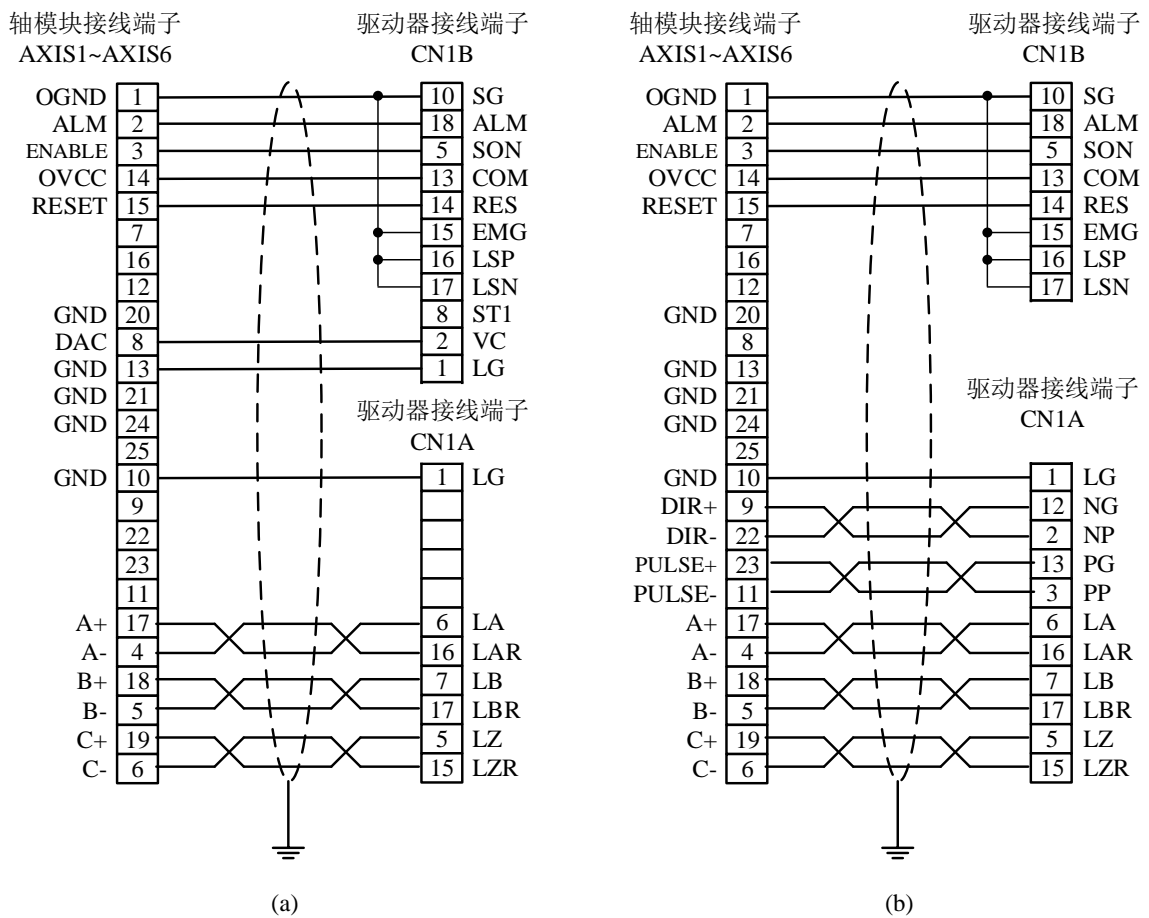 轴模块接线端子 驱动器接线端子
AXIS1~AXIS6 CN1B
OGND 1 10 SG
ALM 2 18 ALM
ENABLE 3 5 SON
OVCC 14 13 COM
RESET 15 14 RES
7 15 EMG
16 16 LSP
12 17 LSN
GND 20 8 ST1
DAC 8 2 VC
GND 13 1 LG
GND 21
驱动器接线端子
GND 24
CN1A
25
GND 10 1 LG
9
22
23
11
A+ 17 6 LA
A- 4 16 LAR
B+ 18 7 LB
B- 5 17 LBR
C+ 19 5 LZ
C- 6 15 LZR
(a)
轴模块接线端子 驱动器接线端子
AXIS1~AXIS6 CN1B
OGND 1 10 SG
ALM 2 18 ALM
ENABLE 3 5 SON
OVCC 14 13 COM
RESET 15 14 RES
7 15 EMG
16 16 LSP
12 17 LSN
GND 20
8
GND 13
驱动器接线端子
GND 21
CN1A
GND 24
25
GND 10 1 LG
DIR+ 9 12 NG
DIR- 22 2 NP
PULSE+ 23 13 PG
PULSE- 11 3 PP
A+ 17 6 LA
A- 4 16 LAR
B+ 18 7 LB
B- 5 17 LBR
C+ 19 5 LZ
C- 6 15 LZR
(b)